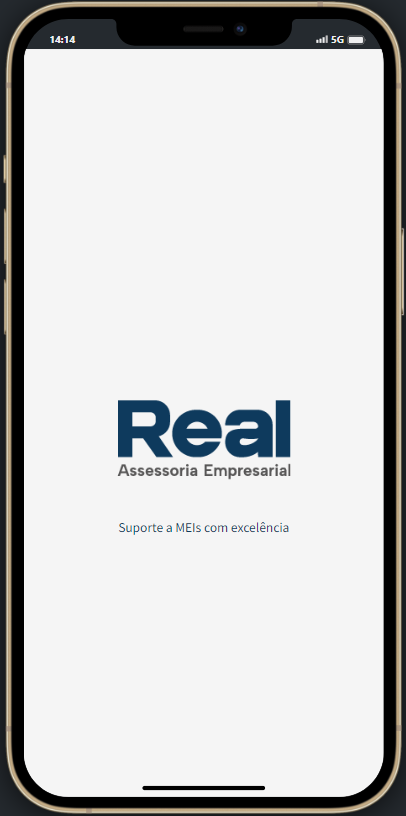 14:14 5G
Real
Assessoria Empresarial
Suporte a MEIs com excelência